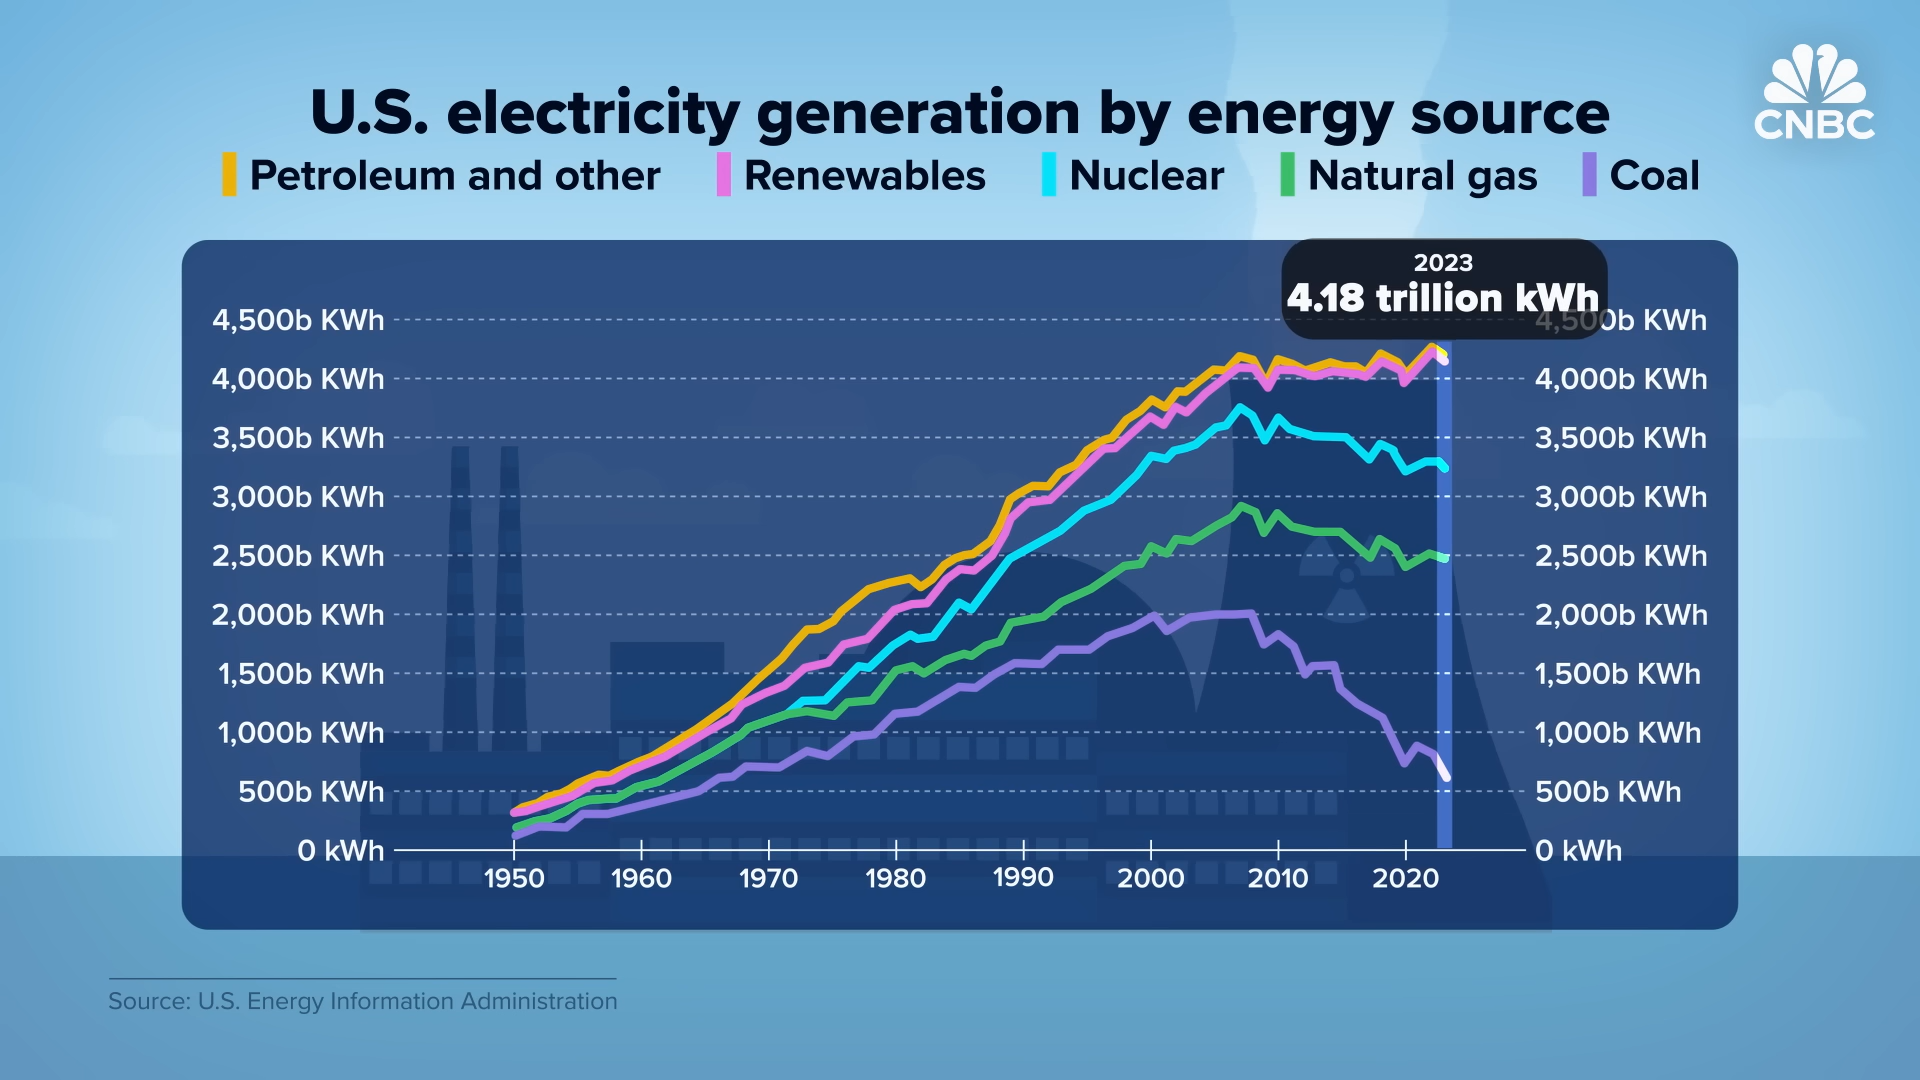 CNBC
U.S. electricity generation by energy source
Petroleum and other Renewables Nuclear Natural gas Coal
2023
4.18 trillion kWh
4,500b KWh 4,500b KWh
4,000b KWh 4,000b KWh
3,500b KWh 3,500b KWh
3,000b KWh 3,000b KWh
2,500b KWh 2,500b KWh
2,000b KWh 2,000b KWh
1,500b KWh 1,500b KWh
1,000b KWh 1,000b KWh
500b KWh 500b KWh
0 kWh 0 kWh
1950 1960 1970 1980 1990 2000 2010 2020
Source: U.S. Energy Information Administration